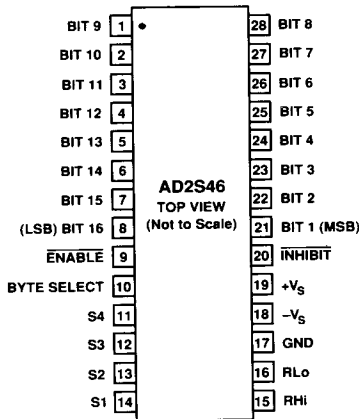 BIT 9 1 28 BIT 8
BIT 10 2 27 BIT 7
BIT 11 3 26 BIT 6
BIT 12 4 25 BIT 5
BIT 13 5 24 BIT 4
BIT 14 6 23 BIT 3
BIT 15 7 22 BIT 2
(LSB) BIT 16 8 21 BIT 1 (MSB)
ENABLE 9 20 INHIBIT
BYTE SELECT 10 19 +VS
S4 11 18 −VS
S3 12 17 GND
S2 13 16 RLo
S1 14 15 RHi
AD2S46
TOP VIEW
(Not to Scale)